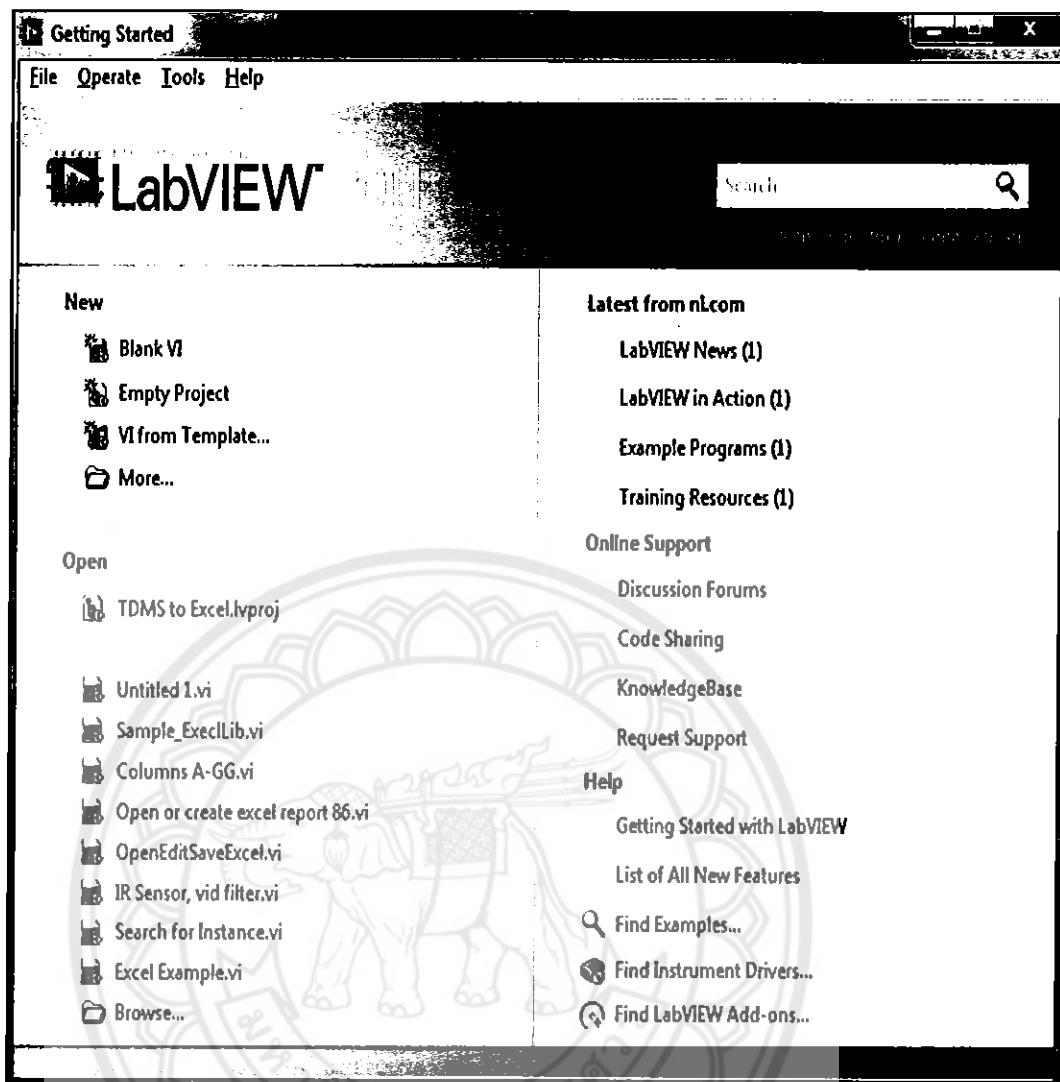 Getting Started
File Operate Tools Help
LabVIEW™
Search
New
Blank VI
Empty Project
VI from Template...
More...
Open
TDMS to Excel.lvproj
Untitled 1.vi
Sample_ExeclLib.vi
Columns A-GG.vi
Open or create excel report 86.vi
OpenEditSaveExcel.vi
IR Sensor, vid filter.vi
Search for Instance.vi
Excel Example.vi
Browse...
Latest from ni.com
LabVIEW News (1)
LabVIEW in Action (1)
Example Programs (1)
Training Resources (1)
Online Support
Discussion Forums
Code Sharing
KnowledgeBase
Request Support
Help
Getting Started with LabVIEW
List of All New Features
Find Examples...
Find Instrument Drivers...
Find LabVIEW Add-ons...